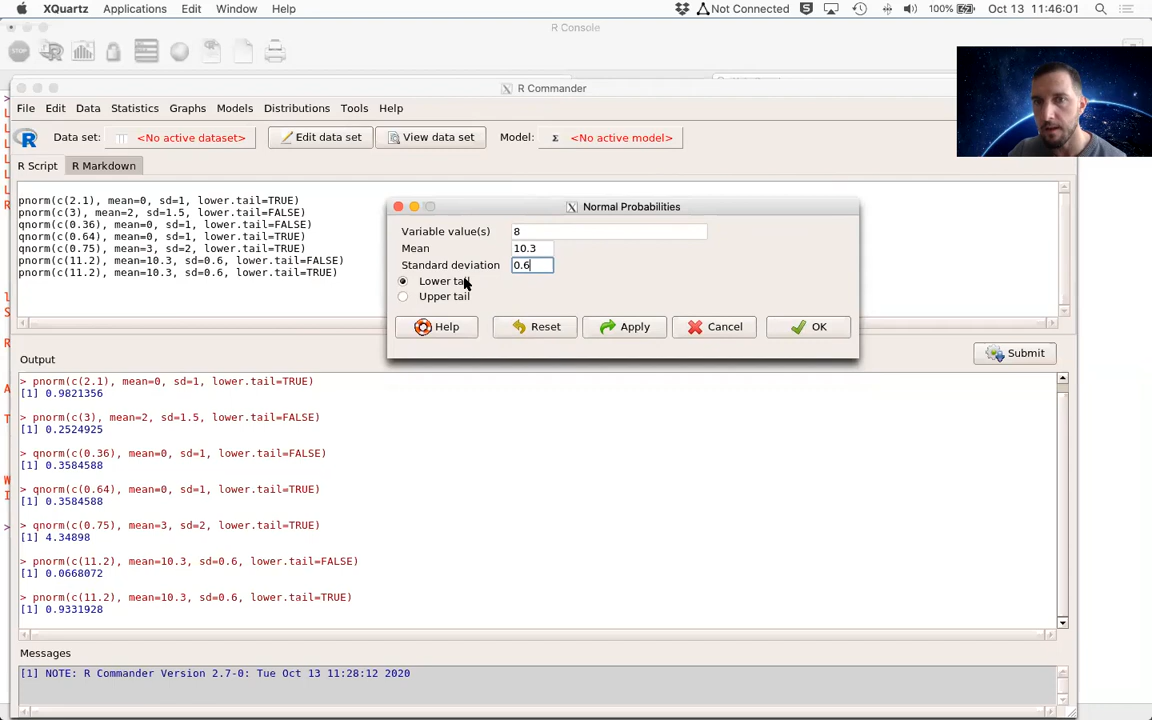 XQuartz Applications Edit Window Help Not Connected 100% Oct 13 11:46:01
R Console
STOP
R Commander
File Edit Data Statistics Graphs Models Distributions Tools Help
R Data set: <No active dataset> Edit data set View data set Model: Σ <No active model>
R Script R Markdown
pnorm(c(2.1), mean=0, sd=1, lower.tail=TRUE)
pnorm(c(3), mean=2, sd=1.5, lower.tail=FALSE)
qnorm(c(0.36), mean=0, sd=1, lower.tail=FALSE)
qnorm(c(0.64), mean=0, sd=1, lower.tail=TRUE)
qnorm(c(0.75), mean=3, sd=2, lower.tail=TRUE)
pnorm(c(11.2), mean=10.3, sd=0.6, lower.tail=FALSE)
pnorm(c(11.2), mean=10.3, sd=0.6, lower.tail=TRUE)
Normal Probabilities
Variable value(s) 8
Mean 10.3
Standard deviation 0.6
Lower tail
Upper tail
Help Reset Apply Cancel OK
Submit
Output
> pnorm(c(2.1), mean=0, sd=1, lower.tail=TRUE)
[1] 0.9821356
> pnorm(c(3), mean=2, sd=1.5, lower.tail=FALSE)
[1] 0.2524925
> qnorm(c(0.36), mean=0, sd=1, lower.tail=FALSE)
[1] 0.3584588
> qnorm(c(0.64), mean=0, sd=1, lower.tail=TRUE)
[1] 0.3584588
> qnorm(c(0.75), mean=3, sd=2, lower.tail=TRUE)
[1] 4.34898
> pnorm(c(11.2), mean=10.3, sd=0.6, lower.tail=FALSE)
[1] 0.0668072
> pnorm(c(11.2), mean=10.3, sd=0.6, lower.tail=TRUE)
[1] 0.9331928
Messages
[1] NOTE: R Commander Version 2.7-0: Tue Oct 13 11:28:12 2020